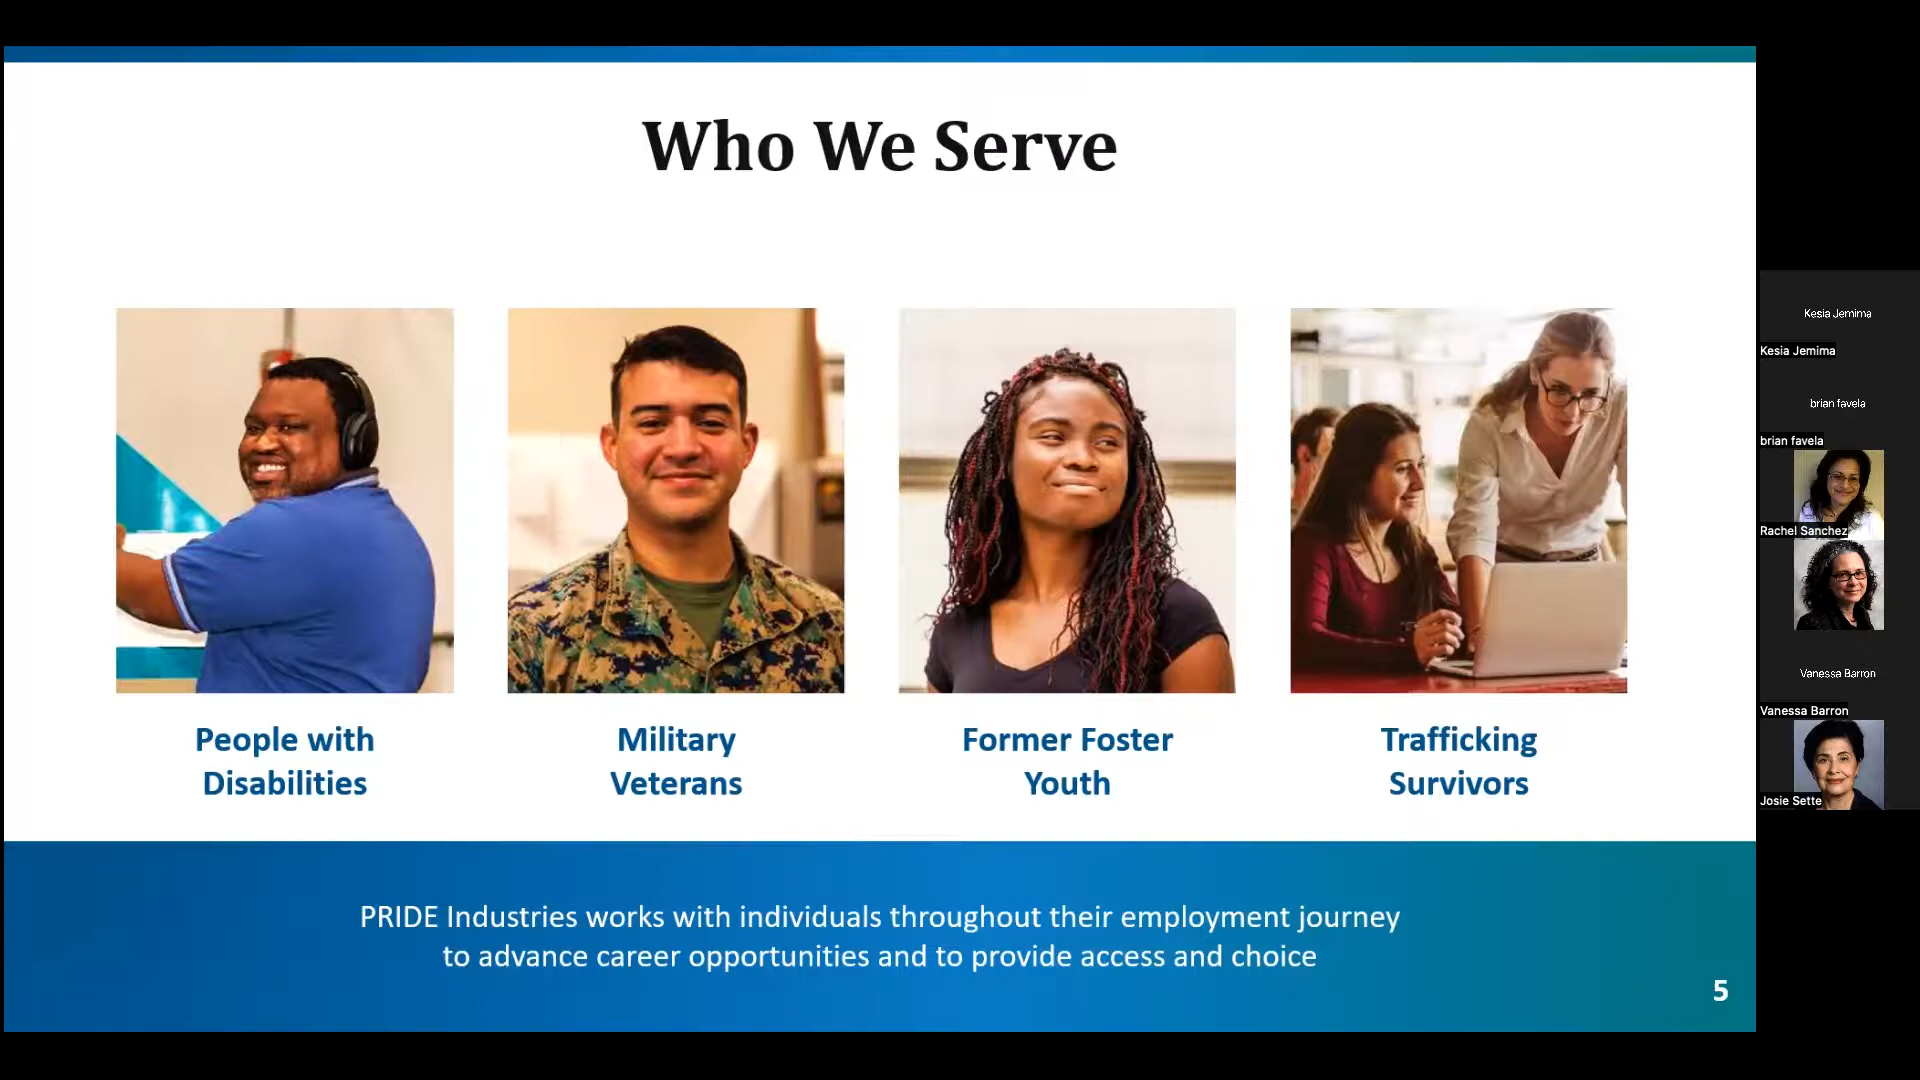 Who We Serve
People with
Disabilities
Military
Veterans
Former Foster
Youth
Trafficking
Survivors
PRIDE Industries works with individuals throughout their employment journey
to advance career opportunities and to provide access and choice
5
Kesia Jemima
Kesia Jemima
brian favela
brian favela
Rachel Sanchez
Vanessa Barron
Vanessa Barron
Josie Sette